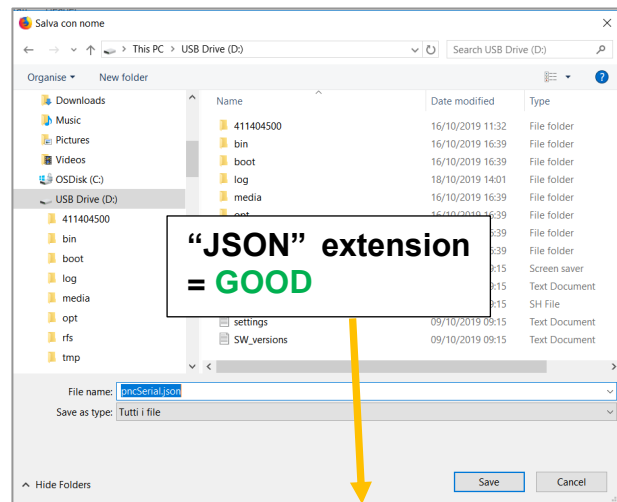 Salva con nome
This PC > USB Drive (D:)
Search USB Drive (D:)
Organise
New folder
Downloads
Music
Pictures
Videos
OSDisk (C:)
USB Drive (D:)
411404500
bin
boot
log
media
opt
rfs
tmp
Name Date modified Type
411404500 16/10/2019 11:32 File folder
bin 16/10/2019 16:39 File folder
boot 16/10/2019 16:39 File folder
log 18/10/2019 14:01 File folder
media 16/10/2019 16:39 File folder
File folder
File folder
File folder
Screen saver
Text Document
SH File
settings 09/10/2019 09:15 Text Document
SW_versions 09/10/2019 09:15 Text Document
“JSON” extension
= GOOD
File name: pncSerial.json
Save as type: Tutti i file
Hide Folders
Save
Cancel